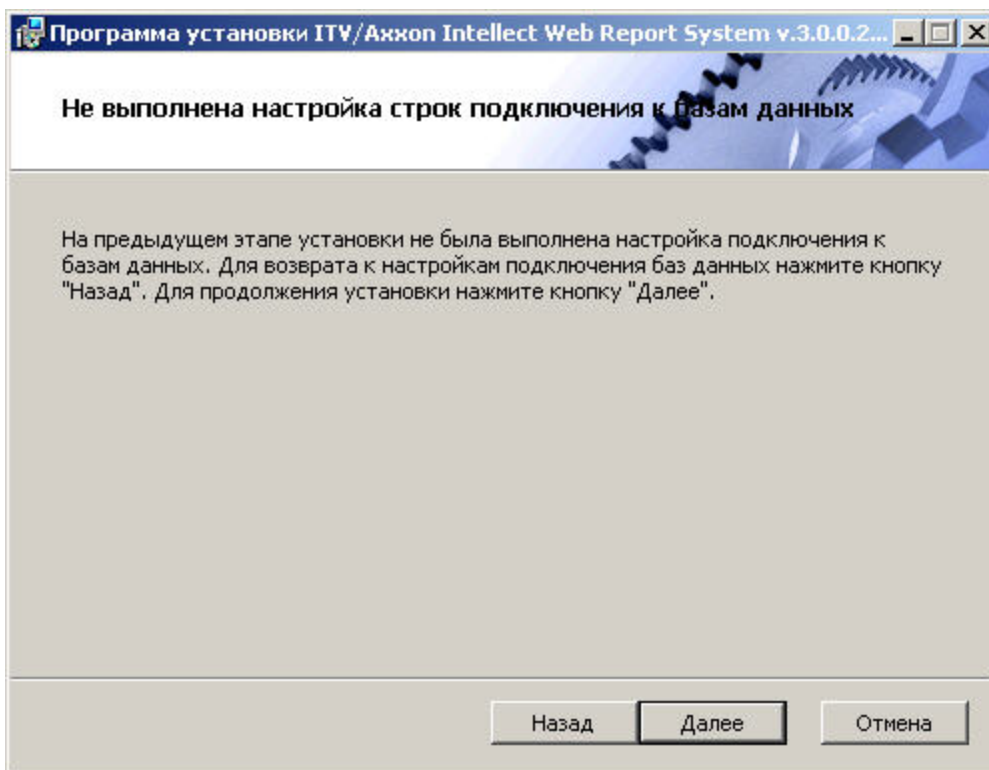 Программа установки ITV/Axxon Intellect Web Report System v.3.0.0.2...
Не выполнена настройка строк подключения к базам данных
На предыдущем этапе установки не была выполнена настройка подключения к
базам данных. Для возврата к настройкам подключения баз данных нажмите кнопку
"Назад". Для продолжения установки нажмите кнопку "Далее".
Назад Далее Отмена